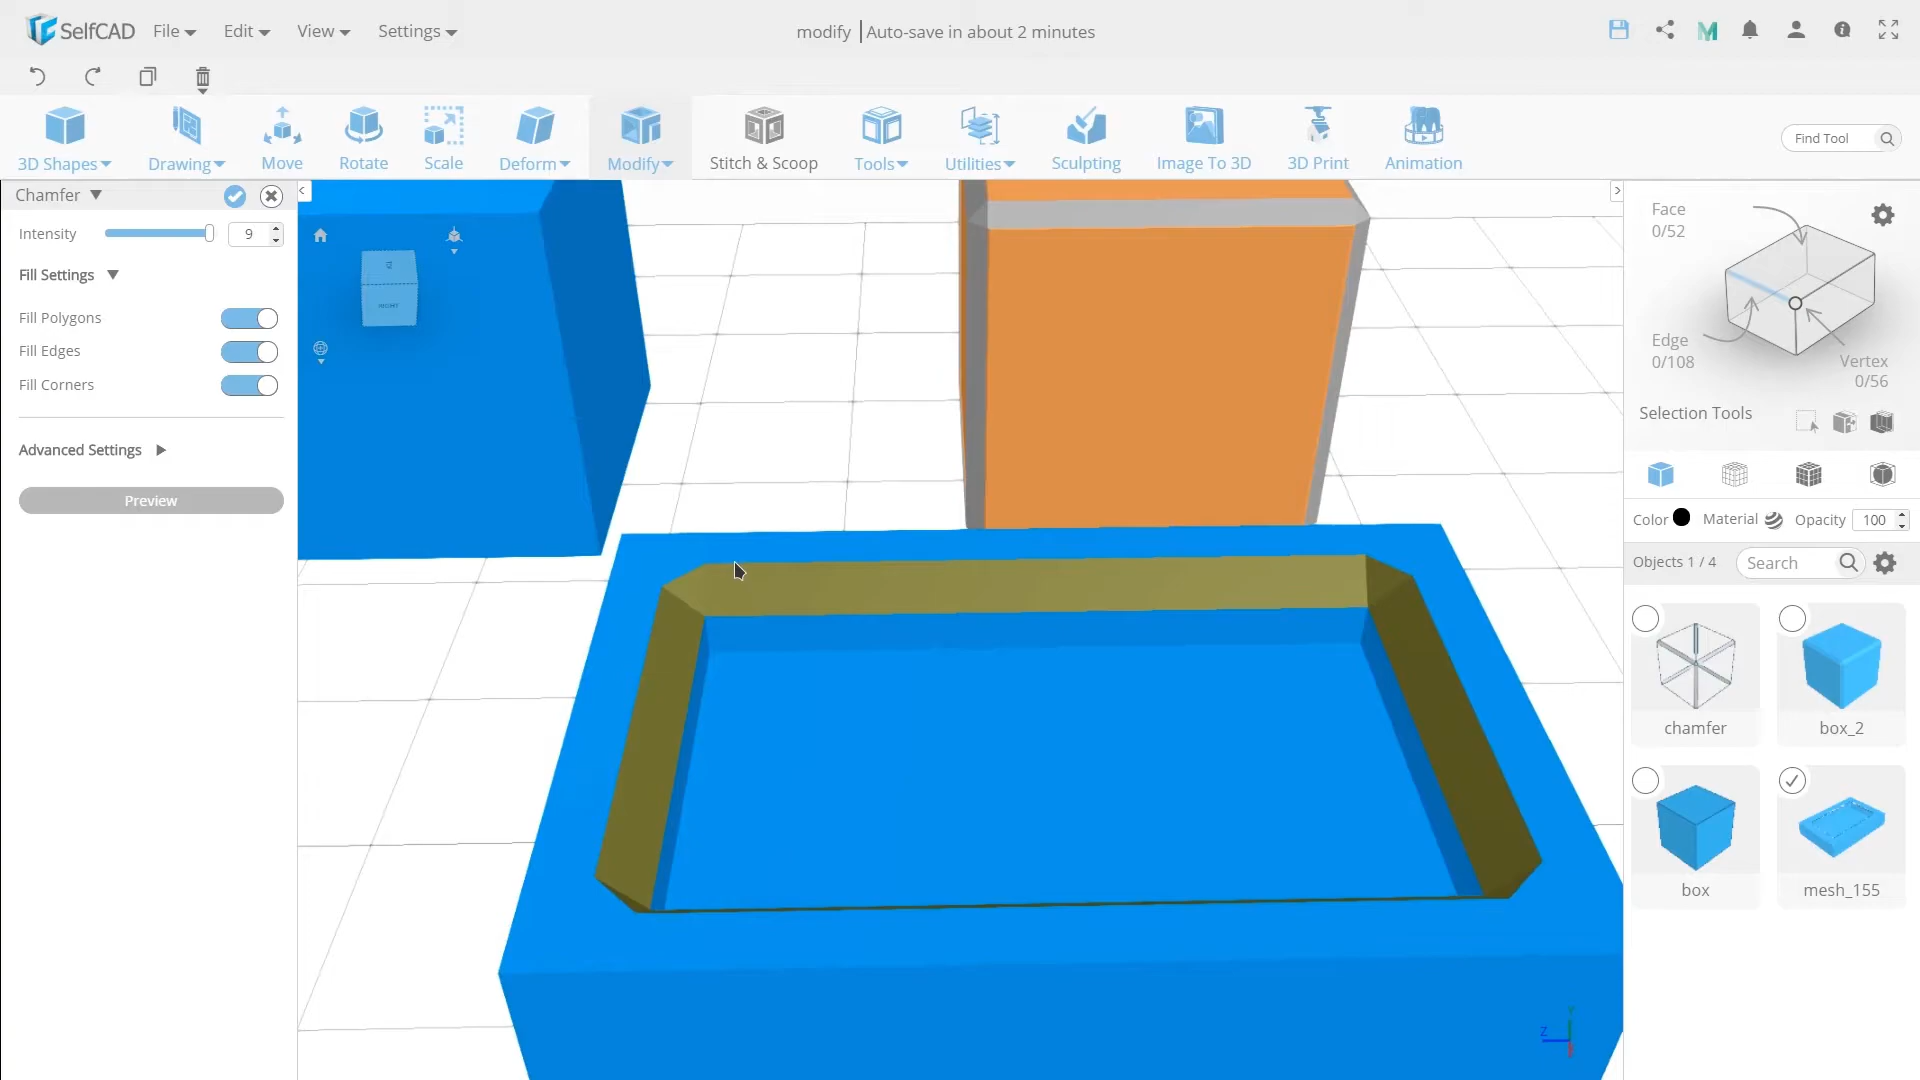 SelfCAD File Edit View Settings modify Auto-save in about 2 minutes
3D Shapes Drawing Move Rotate Scale Deform Modify Stitch & Scoop Tools Utilities Sculpting Image To 3D 3D Print Animation Find Tool
Chamfer
Intensity 9
Fill Settings
Fill Polygons
Fill Edges
Fill Corners
Advanced Settings
Preview
RIGHT
Face
0/52
Edge
0/108
Vertex
0/56
Selection Tools
Color Material Opacity 100
Objects 1 / 4 Search
chamfer box_2
box mesh_155
Y
Z